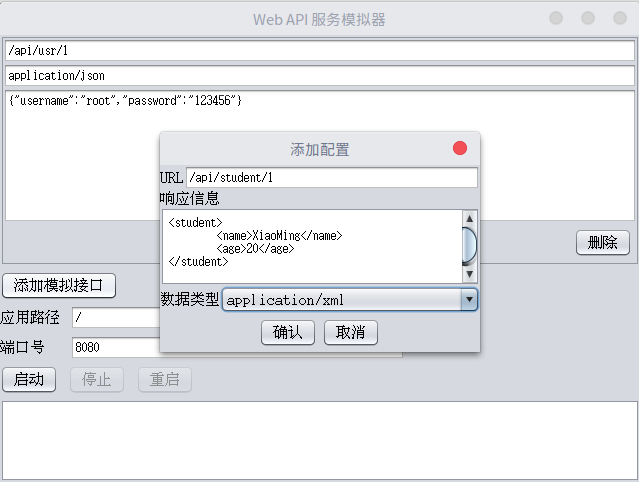 Web API 服务模拟器
/api/usr/1
application/json
{"username":"root","password":"123456"}
添加配置
URL /api/student/1
响应信息
<student>
<name>XiaoMing</name>
<age>20</age>
</student>
删除
数据类型 application/xml
确认 取消
添加模拟接口
应用路径 /
端口号 8080
启动 停止 重启